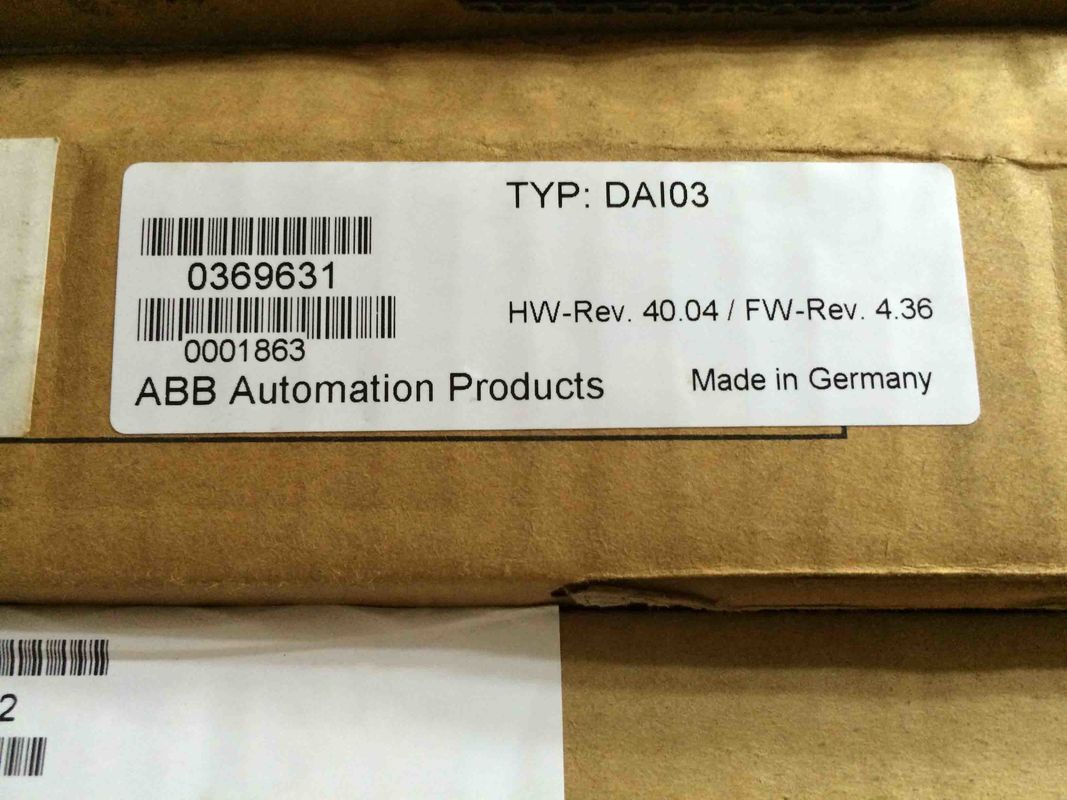 TYP: DAI03
0369631
HW-Rev. 40.04 / FW-Rev. 4.36
0001863
ABB Automation Products
Made in Germany
2